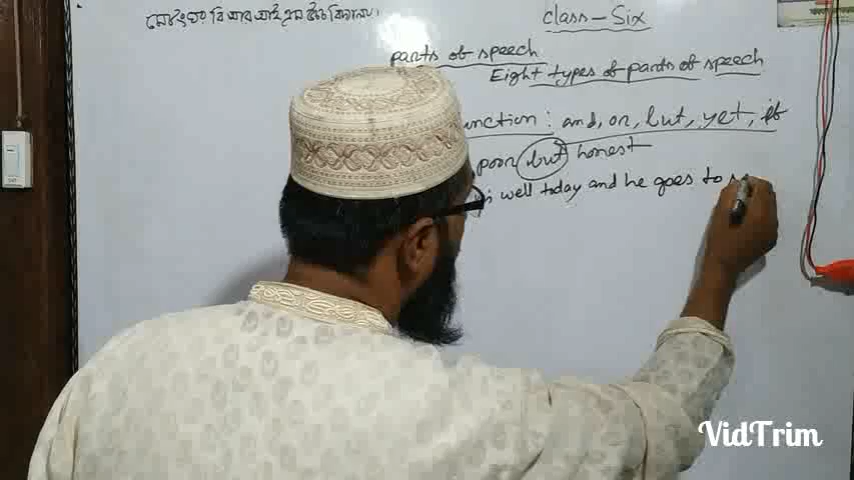 class - Six
parts of speech
Eight types of parts of speech
unction : and, or, but, yet, if
poor but honest
is well today and he goes to
VidTrim